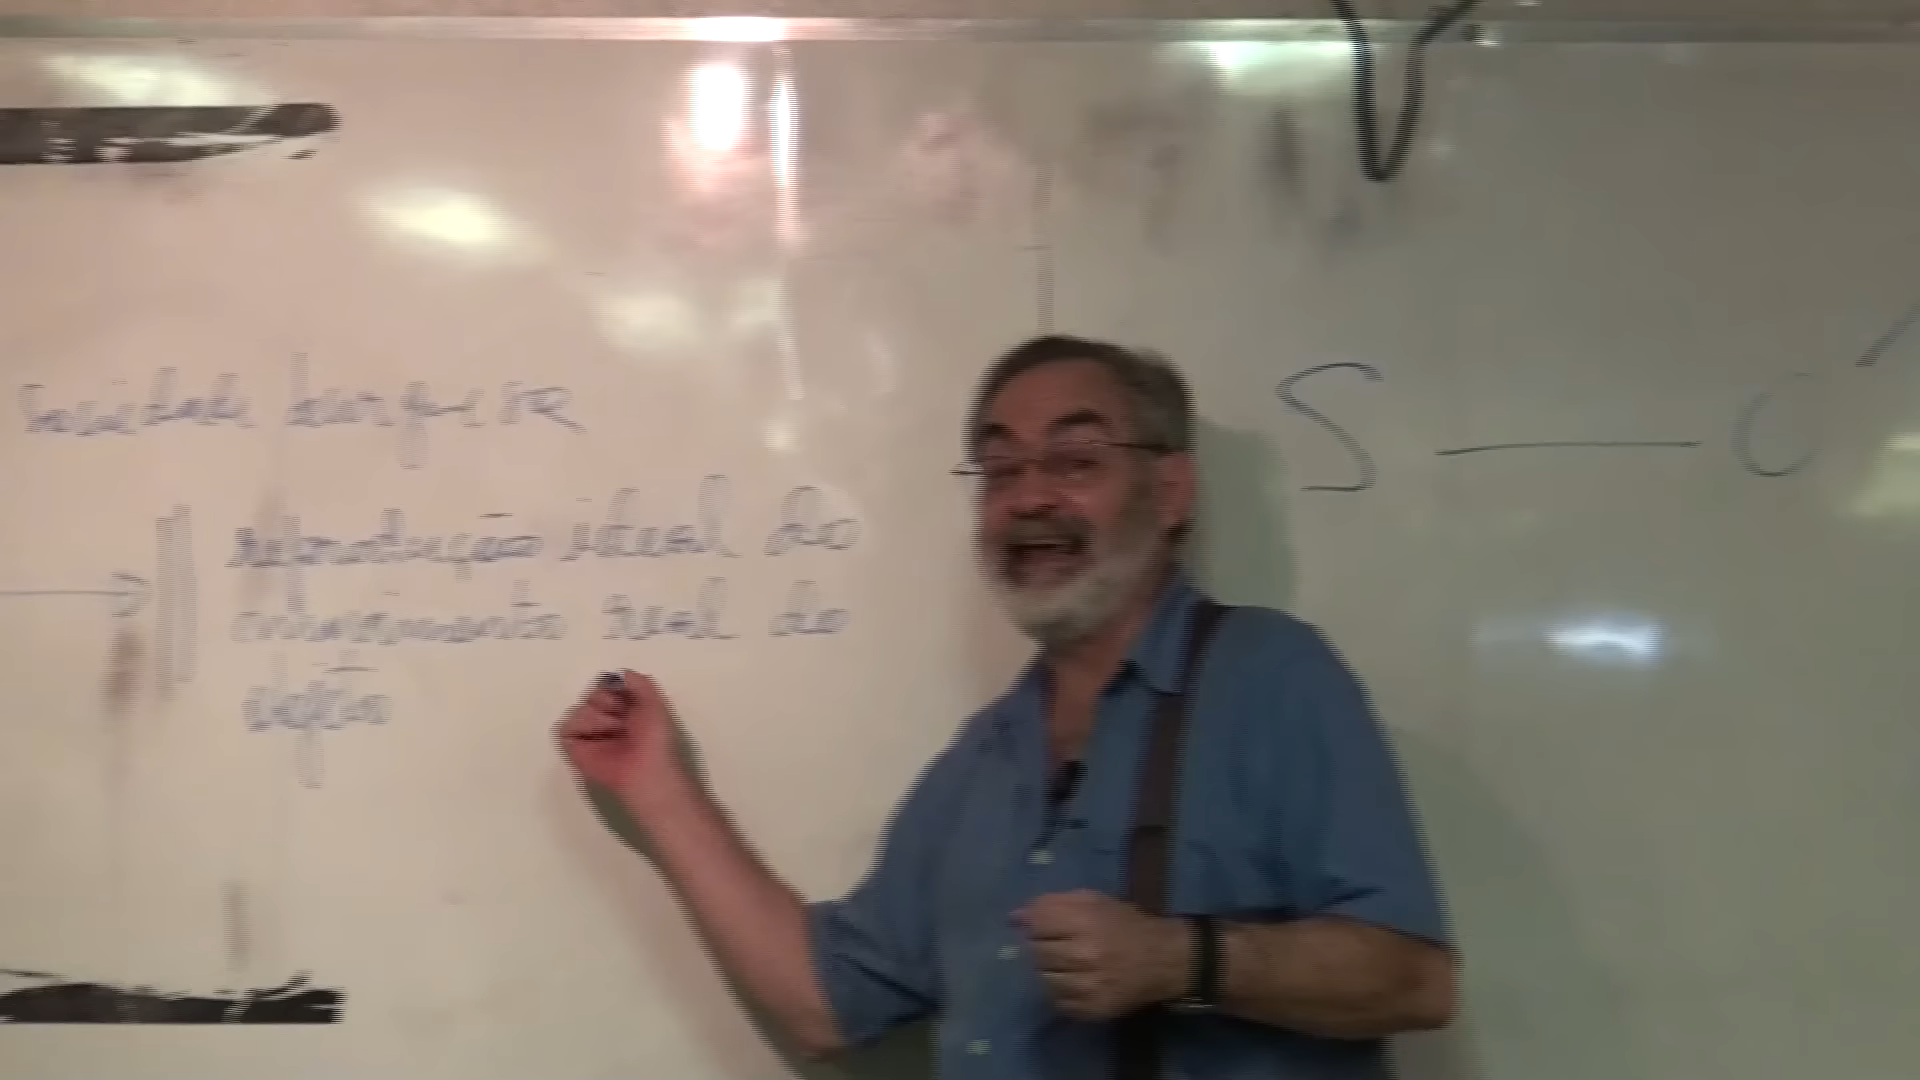 Sociedade burguesa
reprodução ideal do
movimento real do
objeto
S — O